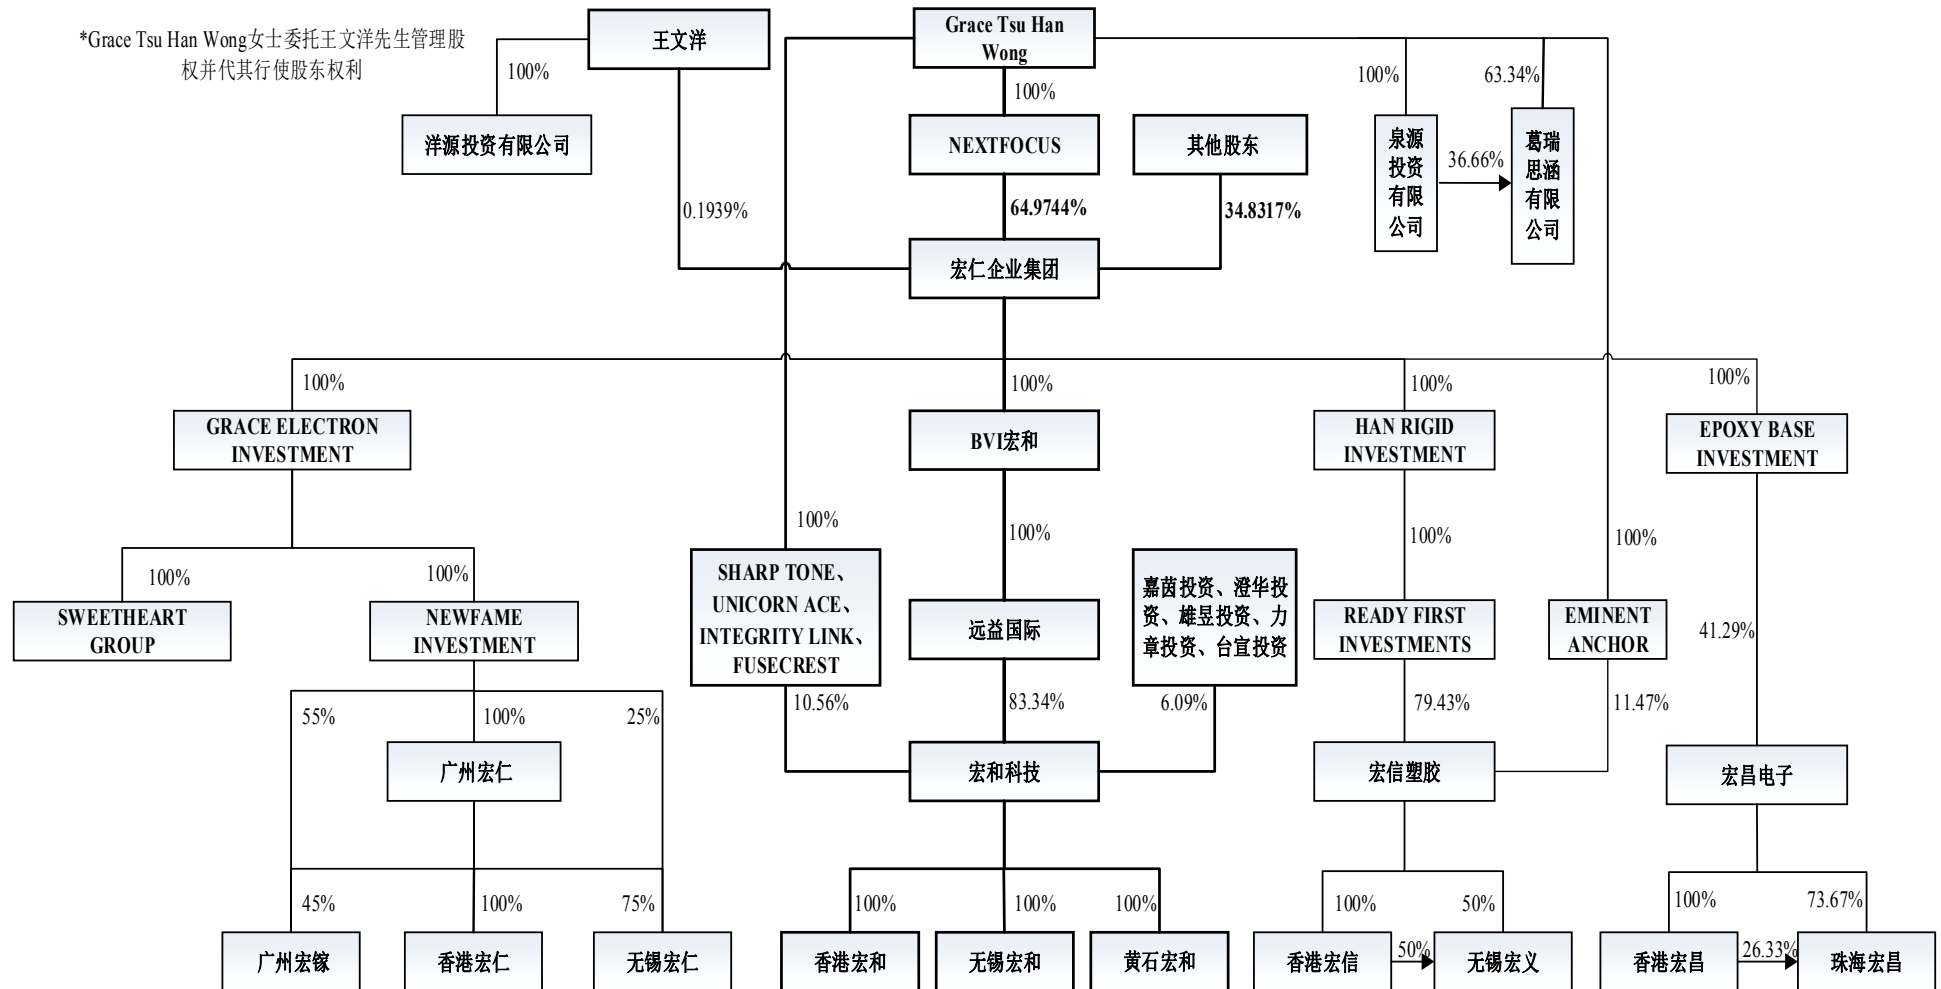 *Grace Tsu Han Wong女士委托王文洋先生管理股
权并代其行使股东权利
王文洋
Grace Tsu Han
Wong
100%
100%
100%
63.34%
洋源投资有限公司
NEXTFOCUS
其他股东
泉源
投资
有限
公司
36.66%
葛瑞
思涵
有限
公司
0.1939%
64.9744%
34.8317%
宏仁企业集团
100%
100%
100%
100%
GRACE ELECTRON
INVESTMENT
BVI宏和
HAN RIGID
INVESTMENT
EPOXY BASE
INVESTMENT
100%
100%
100%
100%
100%
100%
SWEETHEART
GROUP
NEWFAME
INVESTMENT
SHARP TONE、
UNICORN ACE、
INTEGRITY LINK、
FUSECREST
远益国际
嘉茵投资、澄华投
资、雄昱投资、力
章投资、台宣投资
READY FIRST
INVESTMENTS
EMINENT
ANCHOR
41.29%
55%
100%
25%
10.56%
83.34%
6.09%
79.43%
11.47%
广州宏仁
宏和科技
宏信塑胶
宏昌电子
45%
100%
75%
100%
100%
100%
100%
50%
100%
73.67%
广州宏镓
香港宏仁
无锡宏仁
香港宏和
无锡宏和
黄石宏和
香港宏信
50%
无锡宏义
香港宏昌
26.33%
珠海宏昌